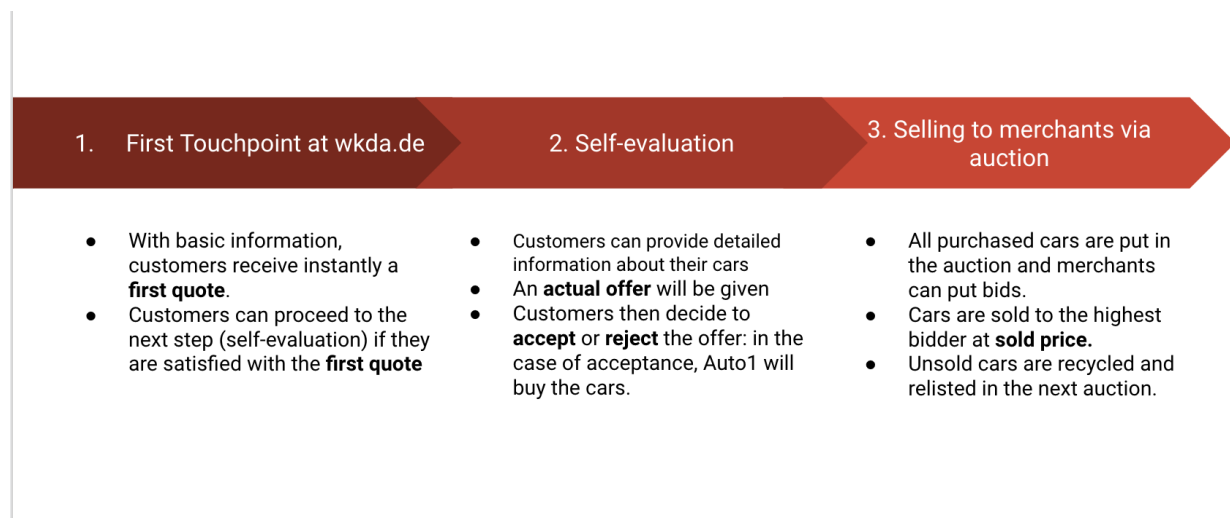 1. First Touchpoint at wkda.de
2. Self-evaluation
3. Selling to merchants via
auction
● With basic information,
customers receive instantly a
first quote.
● Customers can proceed to the
next step (self-evaluation) if they
are satisfied with the first quote
● Customers can provide detailed
information about their cars
● An actual offer will be given
● Customers then decide to
accept or reject the offer: in the
case of acceptance, Auto1 will
buy the cars.
● All purchased cars are put in
the auction and merchants
can put bids.
● Cars are sold to the highest
bidder at sold price.
● Unsold cars are recycled and
relisted in the next auction.